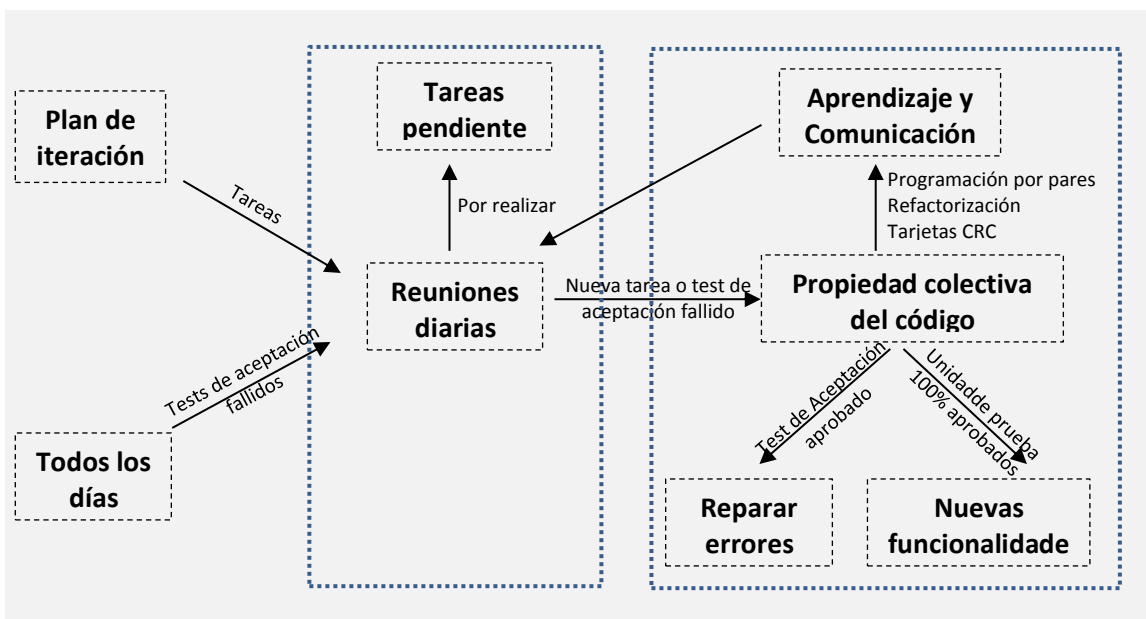 Plan de
iteración
Tareas
Tests de aceptación
fallidos
Todos los
días
Tareas
pendiente
Por realizar
Reuniones
diarias
Nueva tarea o test de
aceptación fallido
Aprendizaje y
Comunicación
Programación por pares
Refactorización
Tarjetas CRC
Propiedad colectiva
del código
Test de Aceptación
aprobado
Unidadde prueba
100% aprobados
Reparar
errores
Nuevas
funcionalidade